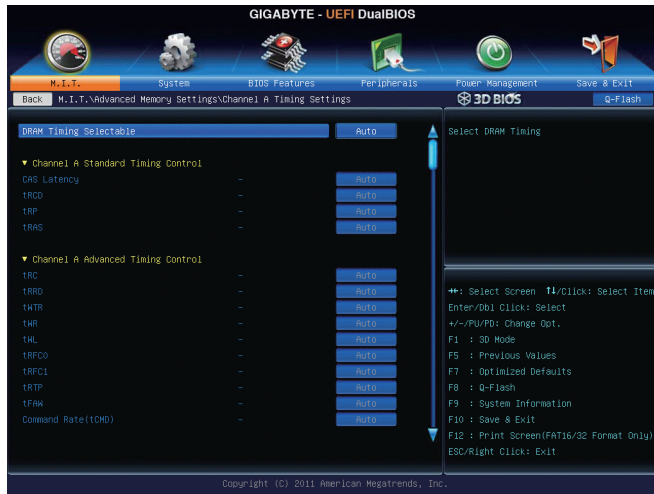 GIGABYTE - UEFI DualBIOS
M.I.T. System BIOS Features Peripherals Power Management Save & Exit
Back M.I.T.\Advanced Memory Settings\Channel A Timing Settings 3D BIOS Q-Flash
DRAM Timing Selectable Auto
▼ Channel A Standard Timing Control
CAS Latency - Auto
tRCD - Auto
tRP - Auto
tRAS - Auto
▼ Channel A Advanced Timing Control
tRC - Auto
tRRD - Auto
tWTR - Auto
tWR - Auto
tWL - Auto
tRFC0 - Auto
tRFC1 - Auto
tRTP - Auto
tFAW - Auto
Command Rate(tCMD) - Auto
Select DRAM Timing
→←: Select Screen ↑↓/Click: Select Item
Enter/Dbl Click: Select
+/-/PU/PD: Change Opt.
F1 : 3D Mode
F5 : Previous Values
F7 : Optimized Defaults
F8 : Q-Flash
F9 : System Information
F10 : Save & Exit
F12 : Print Screen(FAT16/32 Format Only)
ESC/Right Click: Exit
Copyright (C) 2011 American Megatrends, Inc.